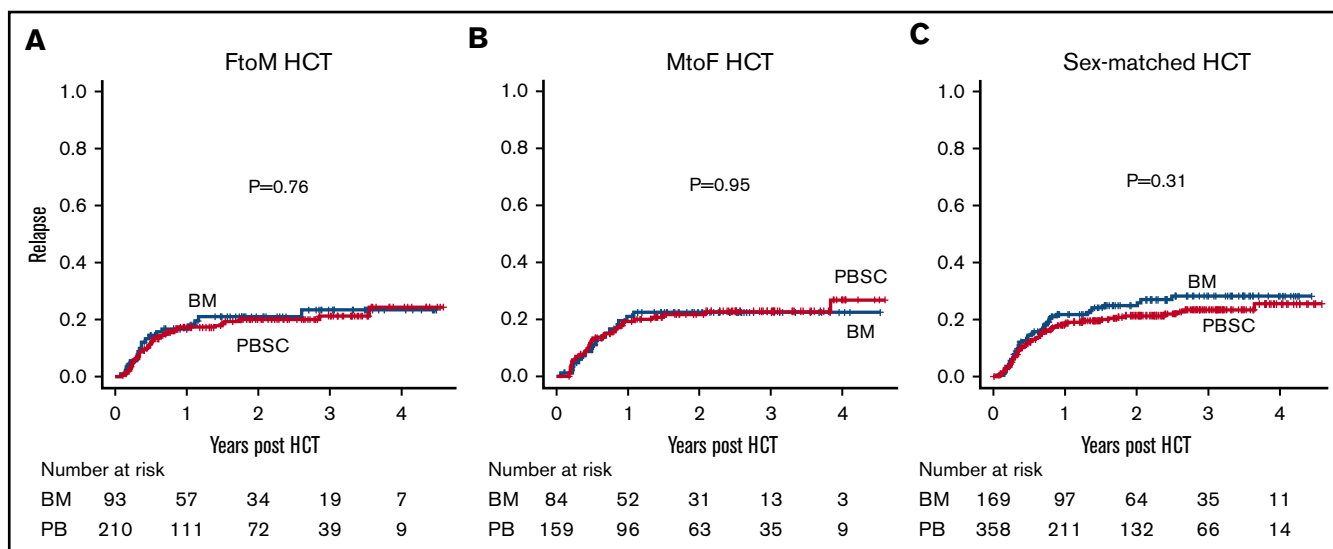 A
FtoM HCT
Relapse
1.0
0.8
0.6
0.4
0.2
0.0
P=0.76
BM
PBSC
0 1 2 3 4
Years post HCT
Number at risk
BM 93 57 34 19 7
PB 210 111 72 39 9
B
MtoF HCT
1.0
0.8
0.6
0.4
0.2
0.0
P=0.95
PBSC
BM
0 1 2 3 4
Years post HCT
Number at risk
BM 84 52 31 13 3
PB 159 96 63 35 9
C
Sex-matched HCT
1.0
0.8
0.6
0.4
0.2
0.0
P=0.31
BM
PBSC
0 1 2 3 4
Years post HCT
Number at risk
BM 169 97 64 35 11
PB 358 211 132 66 14